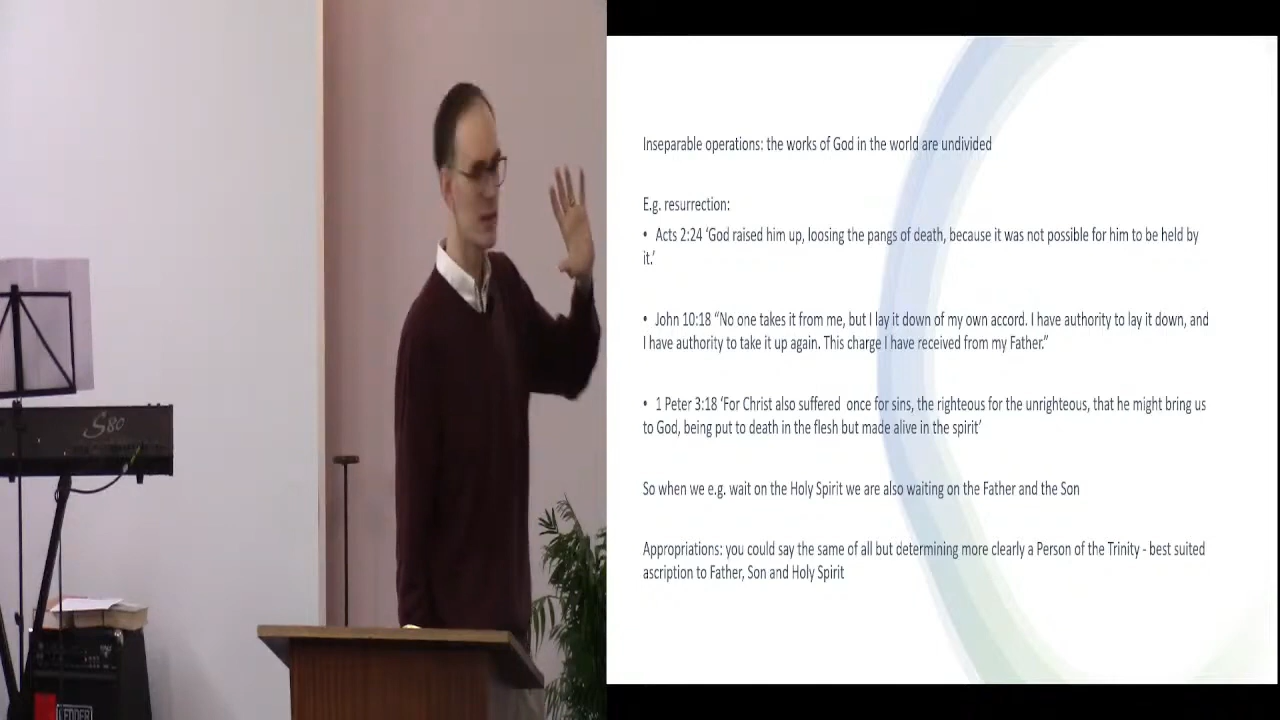 Inseparable operations: the works of God in the world are undivided
E.g. resurrection:
• Acts 2:24 ‘God raised him up, loosing the pangs of death, because it was not possible for him to be held by
it.’
• John 10:18 “No one takes it from me, but I lay it down of my own accord. I have authority to lay it down, and
I have authority to take it up again. This charge I have received from my Father.”
• 1 Peter 3:18 ‘For Christ also suffered once for sins, the righteous for the unrighteous, that he might bring us
to God, being put to death in the flesh but made alive in the spirit’
So when we e.g. wait on the Holy Spirit we are also waiting on the Father and the Son
Appropriations: you could say the same of all but determining more clearly a Person of the Trinity - best suited
ascription to Father, Son and Holy Spirit
S80